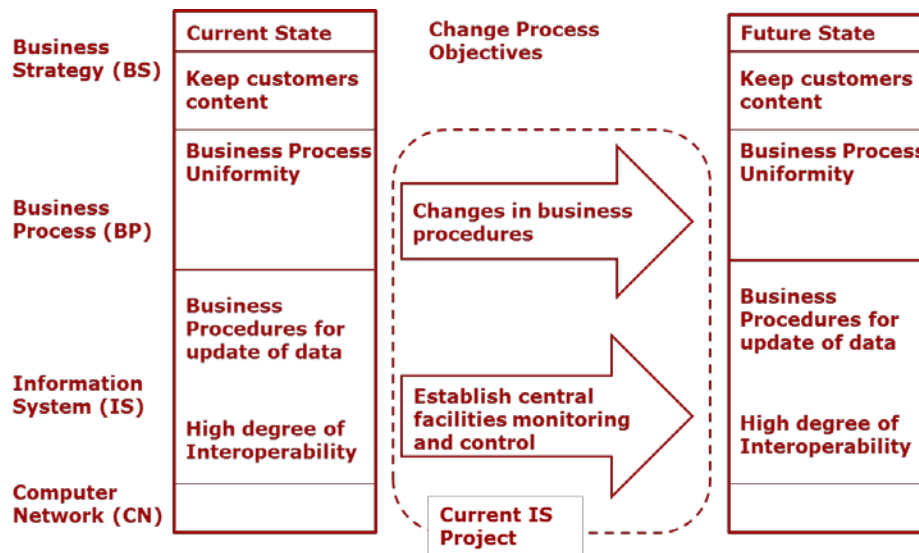 Business
Strategy (BS)
Business
Process (BP)
Information
System (IS)
Computer
Network (CN)
Current State
Keep customers
content
Business Process
Uniformity
Business
Procedures for
update of data
High degree of
Interoperability
Change Process
Objectives
Changes in business
procedures
Establish central
facilities monitoring
and control
Current IS
Project
Future State
Keep customers
content
Business Process
Uniformity
Business
Procedures for
update of data
High degree of
Interoperability